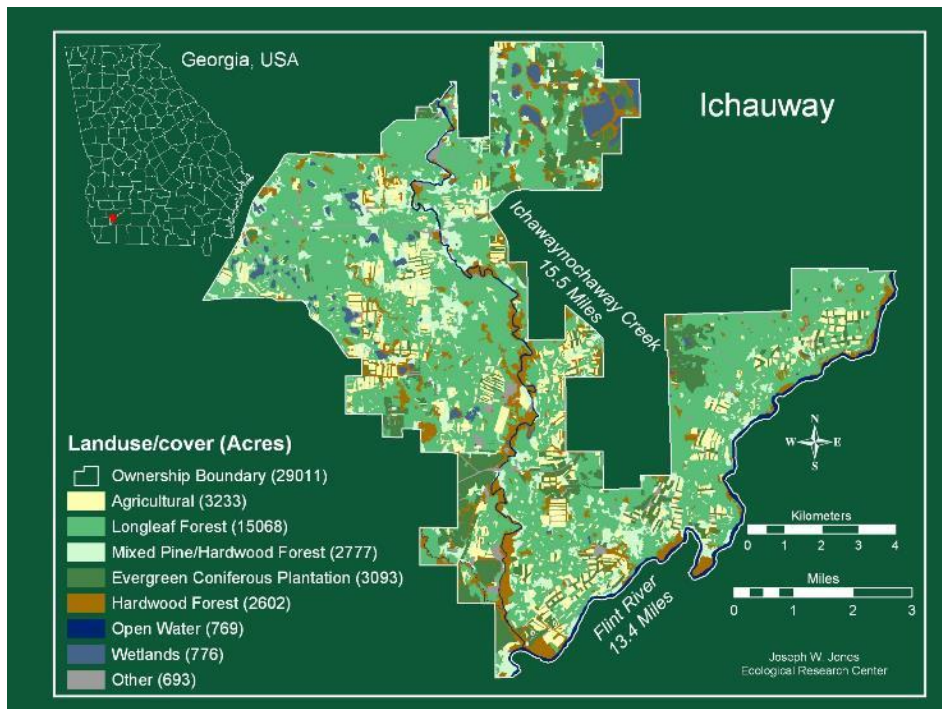 Georgia, USA
Ichauway
Ichawaynochaway Creek
15.5 Miles
Landuse/cover (Acres)
Ownership Boundary (29011)
Agricultural (3233)
Longleaf Forest (15068)
Mixed Pine/Hardwood Forest (2777)
Evergreen Coniferous Plantation (3093)
Hardwood Forest (2602)
Open Water (769)
Wetlands (776)
Other (693)
Flint River
13.4 Miles
N
W E
S
Kilometers
0 1 2 3 4
Miles
0 1 2 3
Joseph W. Jones
Ecological Research Center